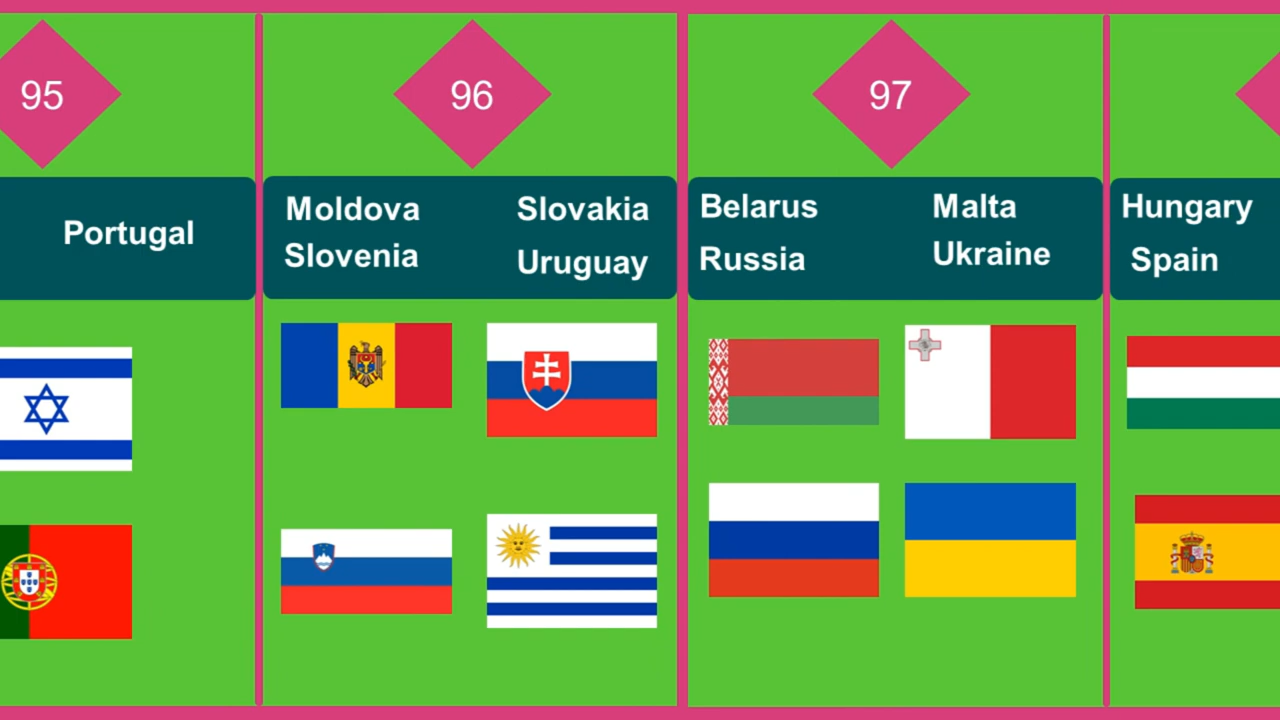 95
Portugal
96
Moldova Slovakia
Slovenia Uruguay
97
Belarus Malta
Russia Ukraine
Hungary
Spain